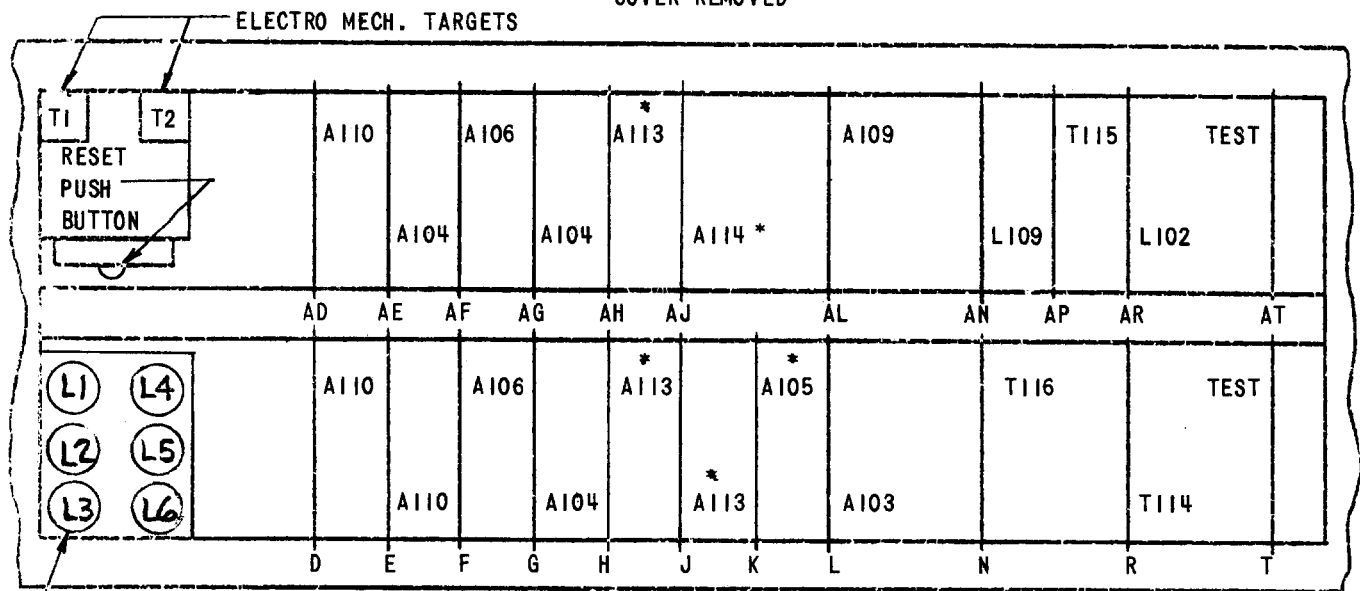 COVER REMOVED
ELECTRO MECH. TARGETS
T1 T2 A110 A106 * A113 A109 T115 TEST
RESET
PUSH
BUTTON
A104 A104 A114 * L109 L102
AD AE AF AG AH AJ AL AN AP AR AT
* *
L1 L4 A110 A106 A113 A105 T116 TEST
L2 L5
*
L3 L6 A110 A104 A113 A103 T114
D E F G H J K L N R T